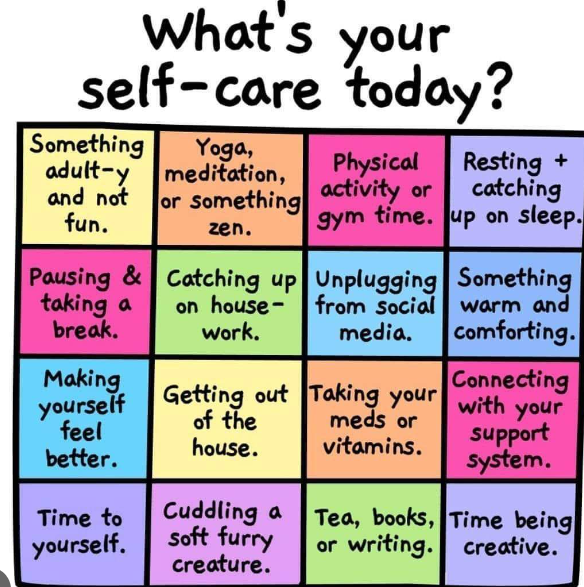 What's your
self-care today?
Something
adult-y
and not
fun.
Yoga,
meditation,
or something
zen.
Physical
activity or
gym time.
Resting +
catching
up on sleep.
Pausing &
taking a
break.
Catching up
on house-
work.
Unplugging
from social
media.
Something
warm and
comforting.
Making
yourself
feel
better.
Getting out
of the
house.
Taking your
meds or
vitamins.
Connecting
with your
support
system.
Time to
yourself.
Cuddling a
soft furry
creature.
Tea, books,
or writing.
Time being
creative.